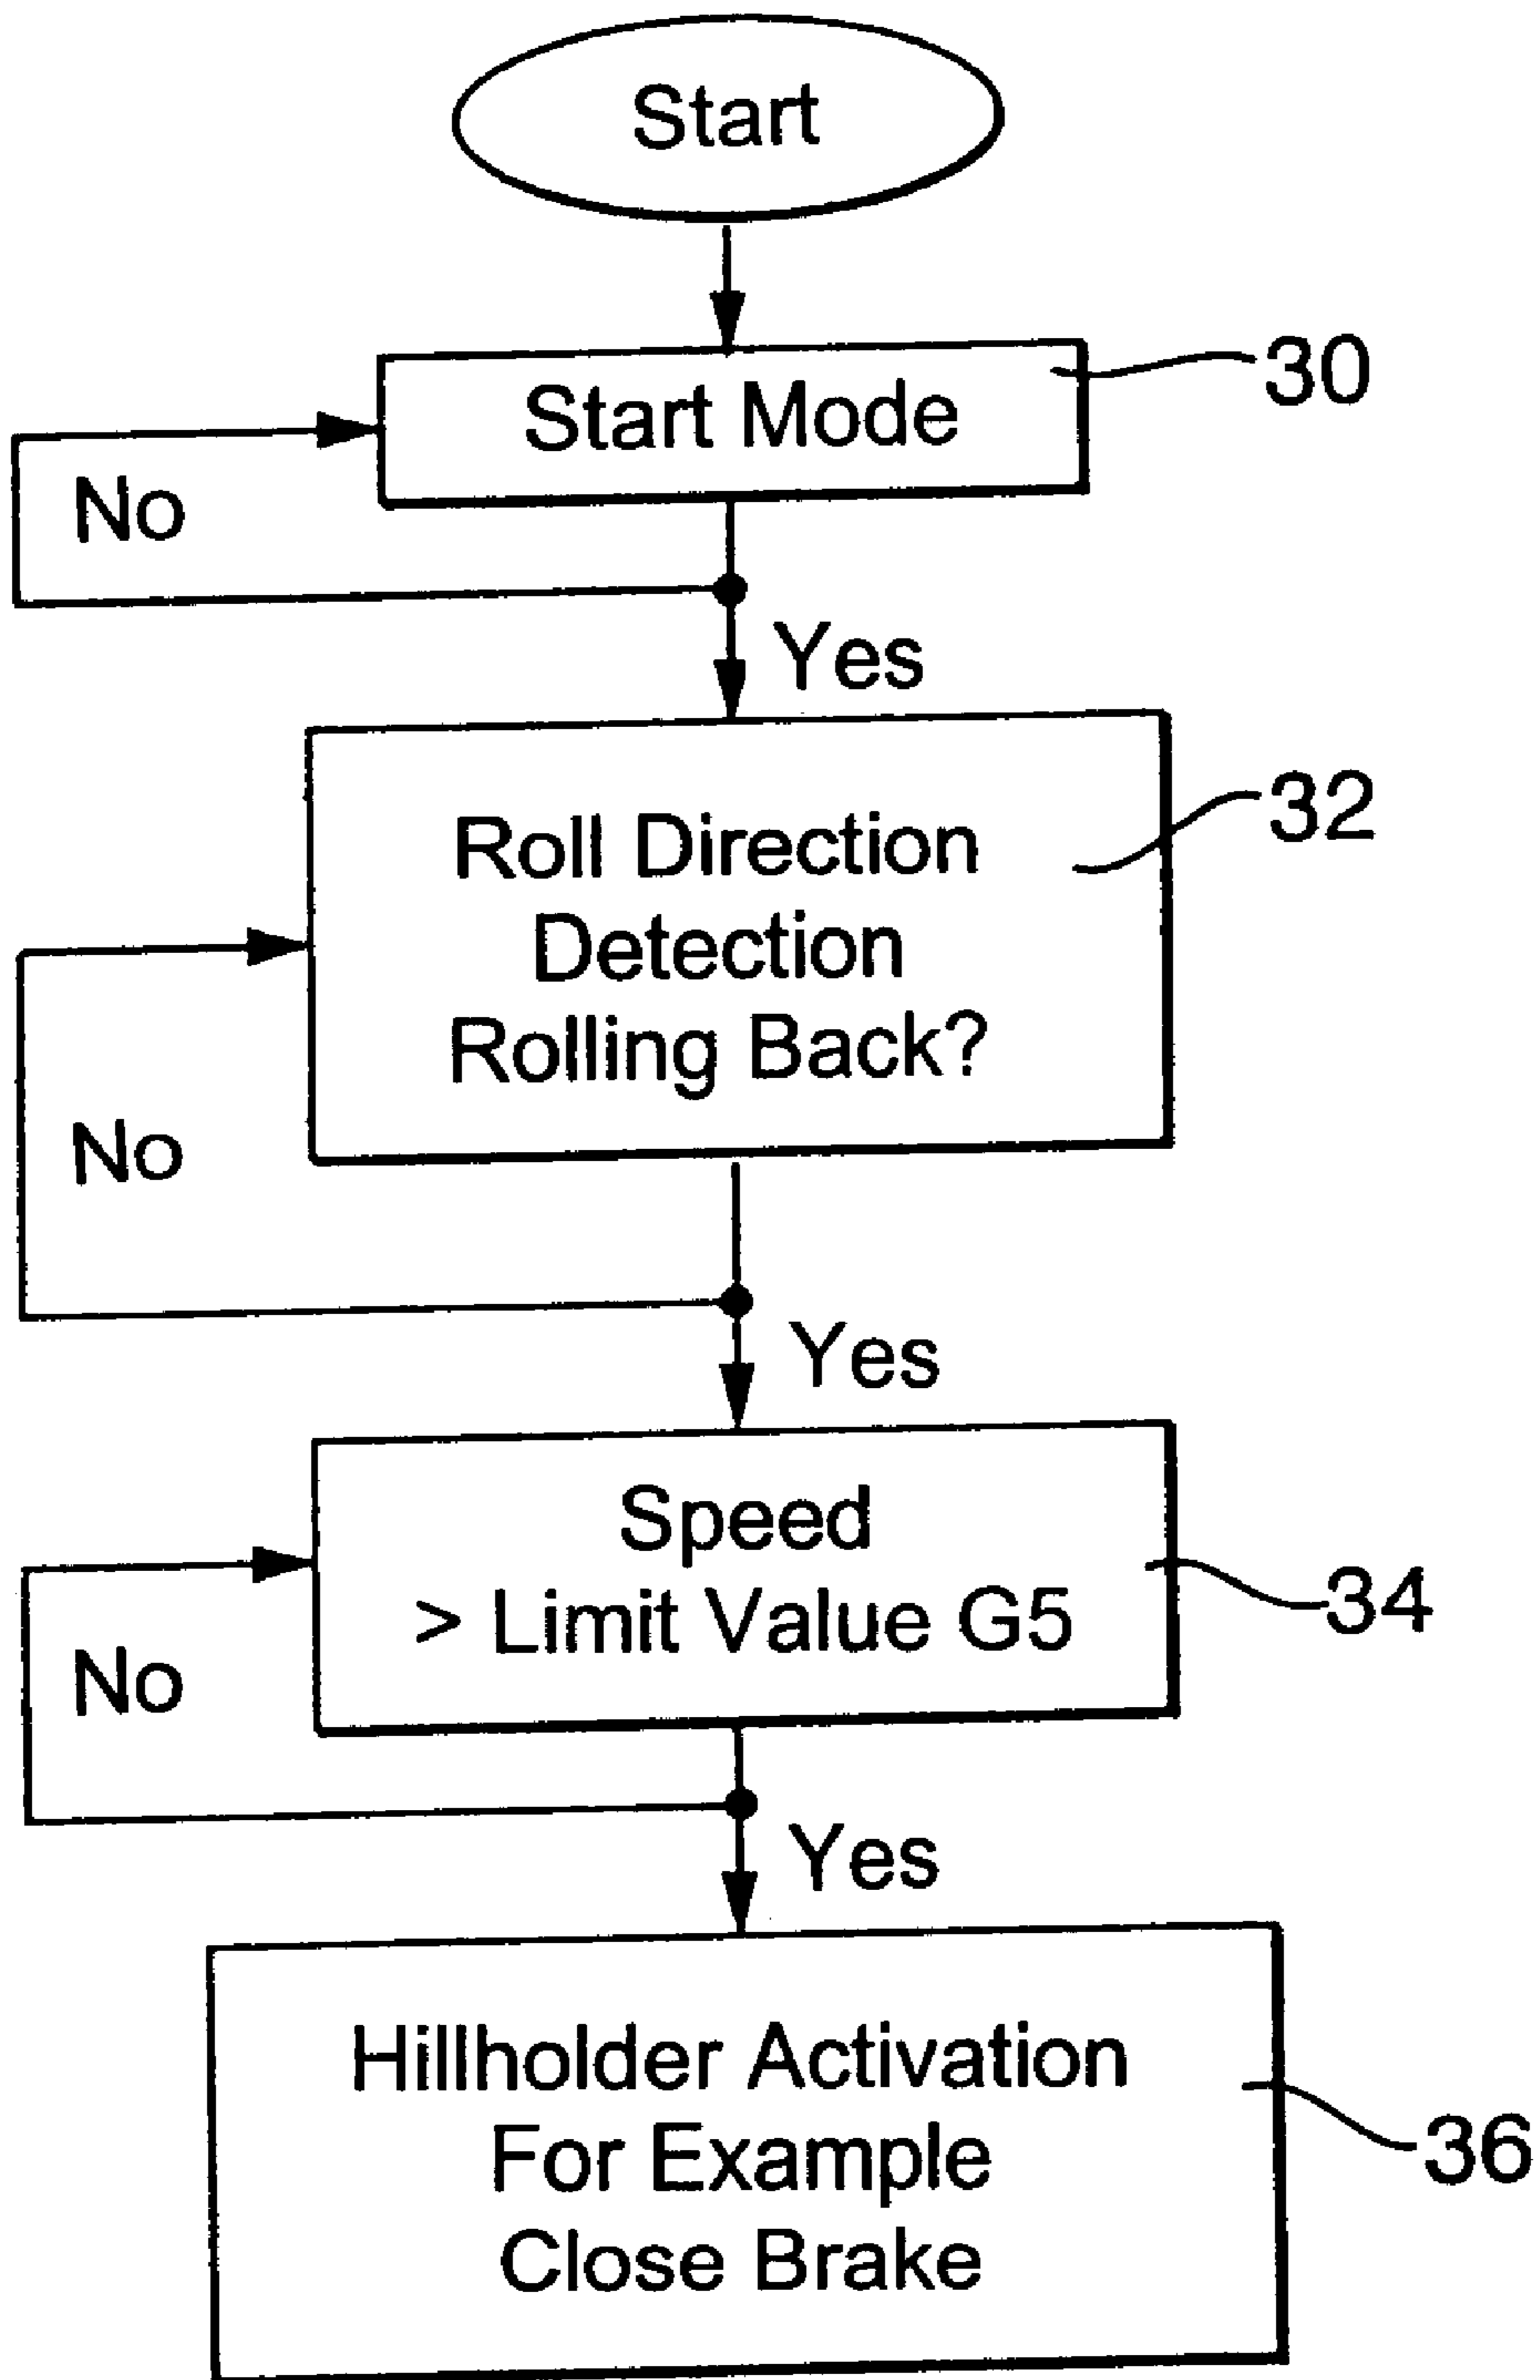 Start
Start Mode
30
No
Yes
Roll Direction
Detection
Rolling Back?
32
No
Yes
Speed
> Limit Value G5
34
No
Yes
Hillholder Activation
For Example
Close Brake
36